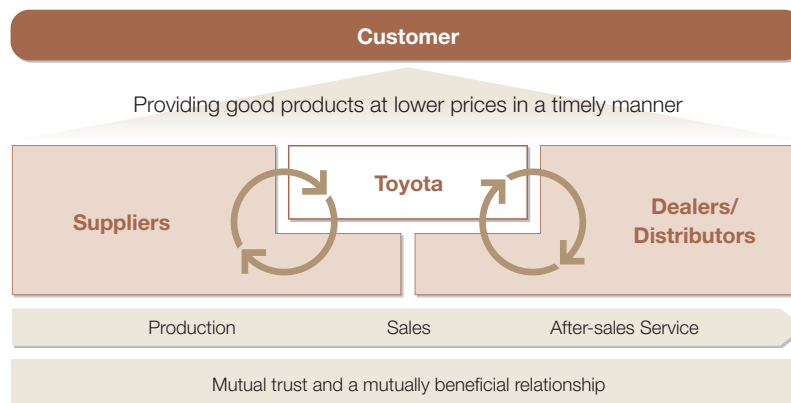 Customer
Providing good products at lower prices in a timely manner
Suppliers
Toyota
Dealers/
Distributors
Production
Sales
After-sales Service
Mutual trust and a mutually beneficial relationship